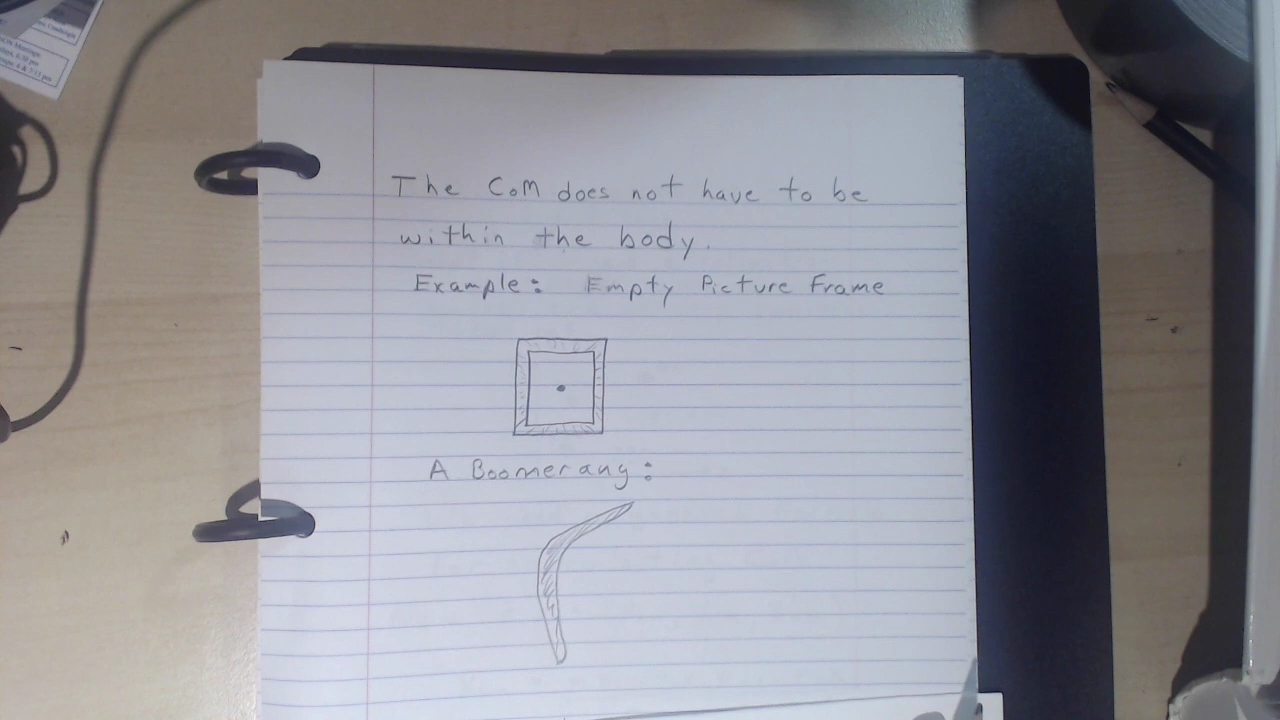 The CoM does not have to be
within the body.
Example: Empty Picture Frame
A Boomerang: